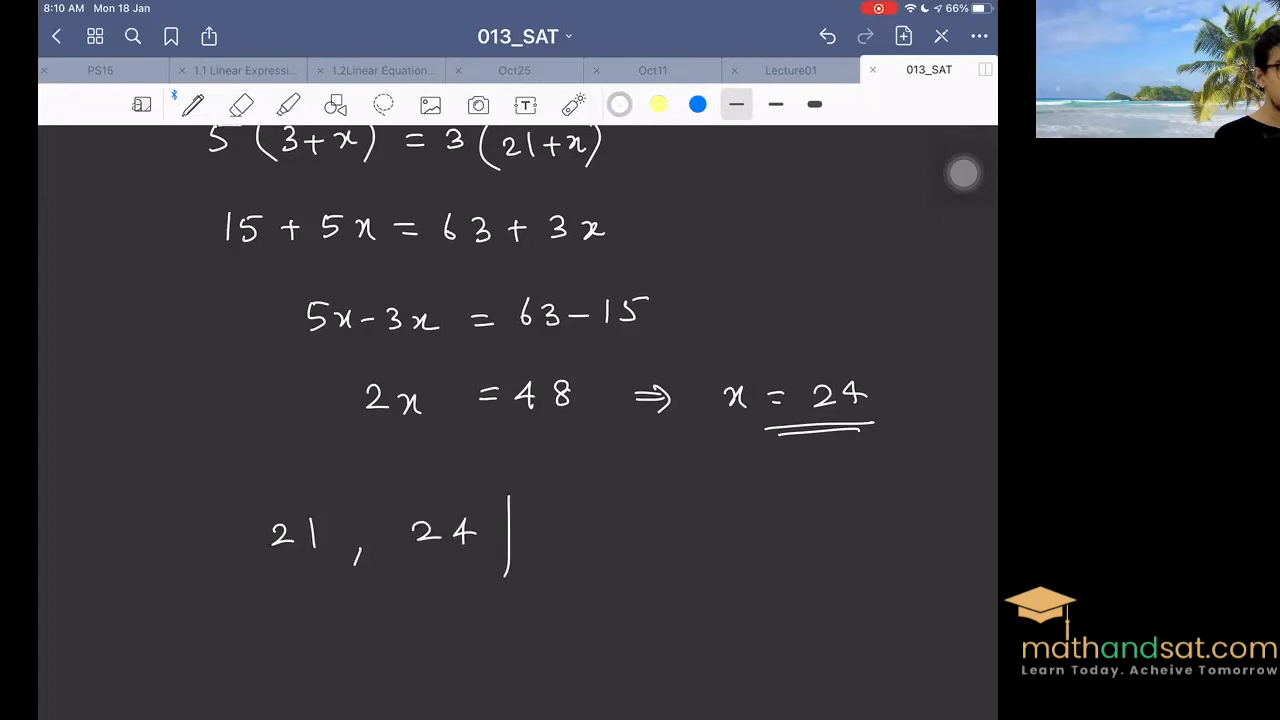 8:10 AM Mon 18 Jan
66%
013_SAT
PS15
1.1 Linear Expressi...
1.2Linear Equation...
Oct25
Oct11
Lecture01
013_SAT
5 (3+x) = 3 (21+x)
15 + 5x = 63 + 3x
5x-3x = 63-15
2x = 48 ⇒ x = 24
21 , 24
mathandsat.com
Learn Today. Acheive Tomorrow